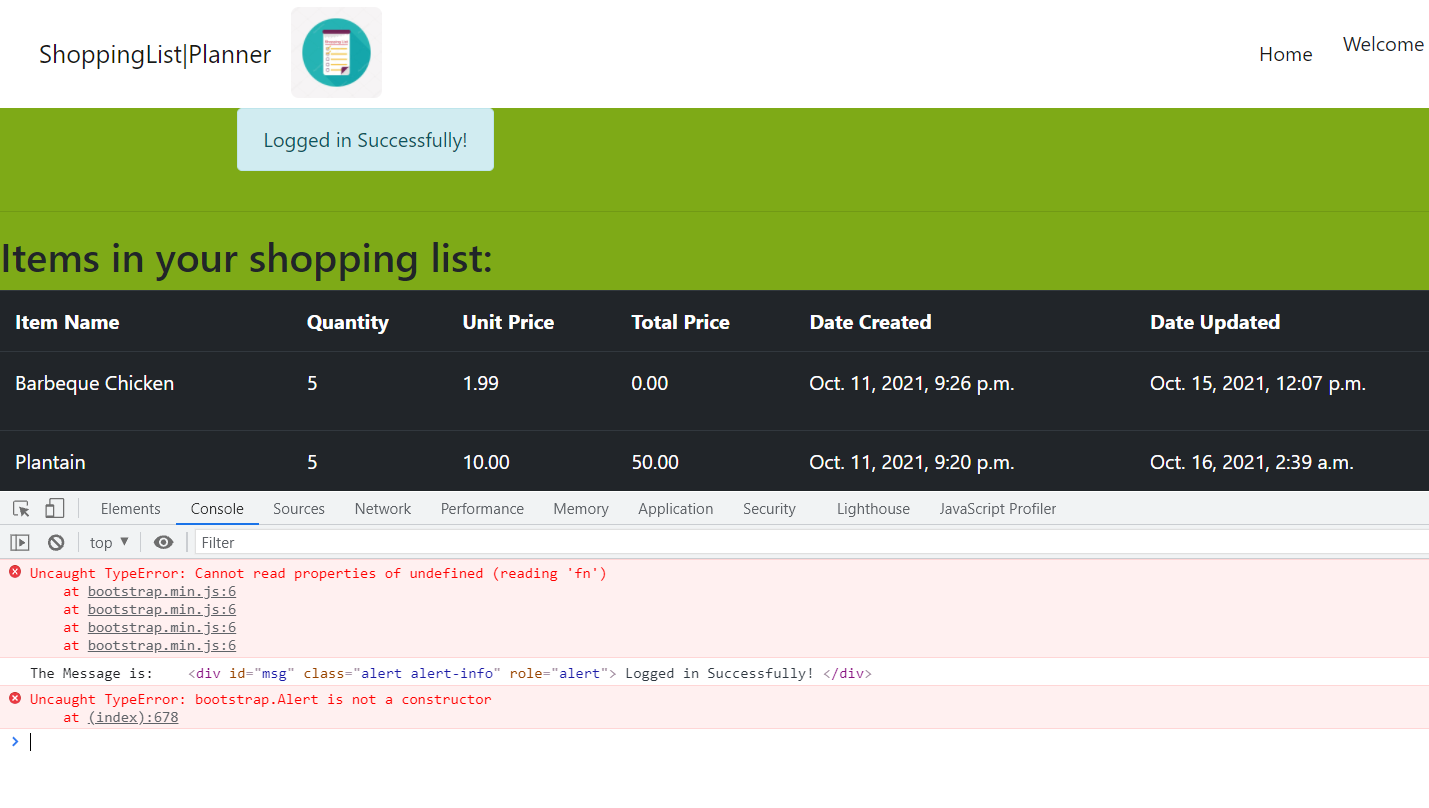 ShoppingList|Planner
Home
Welcome
Logged in Successfully!
Items in your shopping list:
Item Name Quantity Unit Price Total Price Date Created Date Updated
Barbeque Chicken 5 1.99 0.00 Oct. 11, 2021, 9:26 p.m. Oct. 15, 2021, 12:07 p.m.
Plantain 5 10.00 50.00 Oct. 11, 2021, 9:20 p.m. Oct. 16, 2021, 2:39 a.m.
Elements Console Sources Network Performance Memory Application Security Lighthouse JavaScript Profiler
top ▼ Filter
Uncaught TypeError: Cannot read properties of undefined (reading 'fn')
at bootstrap.min.js:6
at bootstrap.min.js:6
at bootstrap.min.js:6
at bootstrap.min.js:6
The Message is: <div id="msg" class="alert alert-info" role="alert"> Logged in Successfully! </div>
Uncaught TypeError: bootstrap.Alert is not a constructor
at (index):678
>